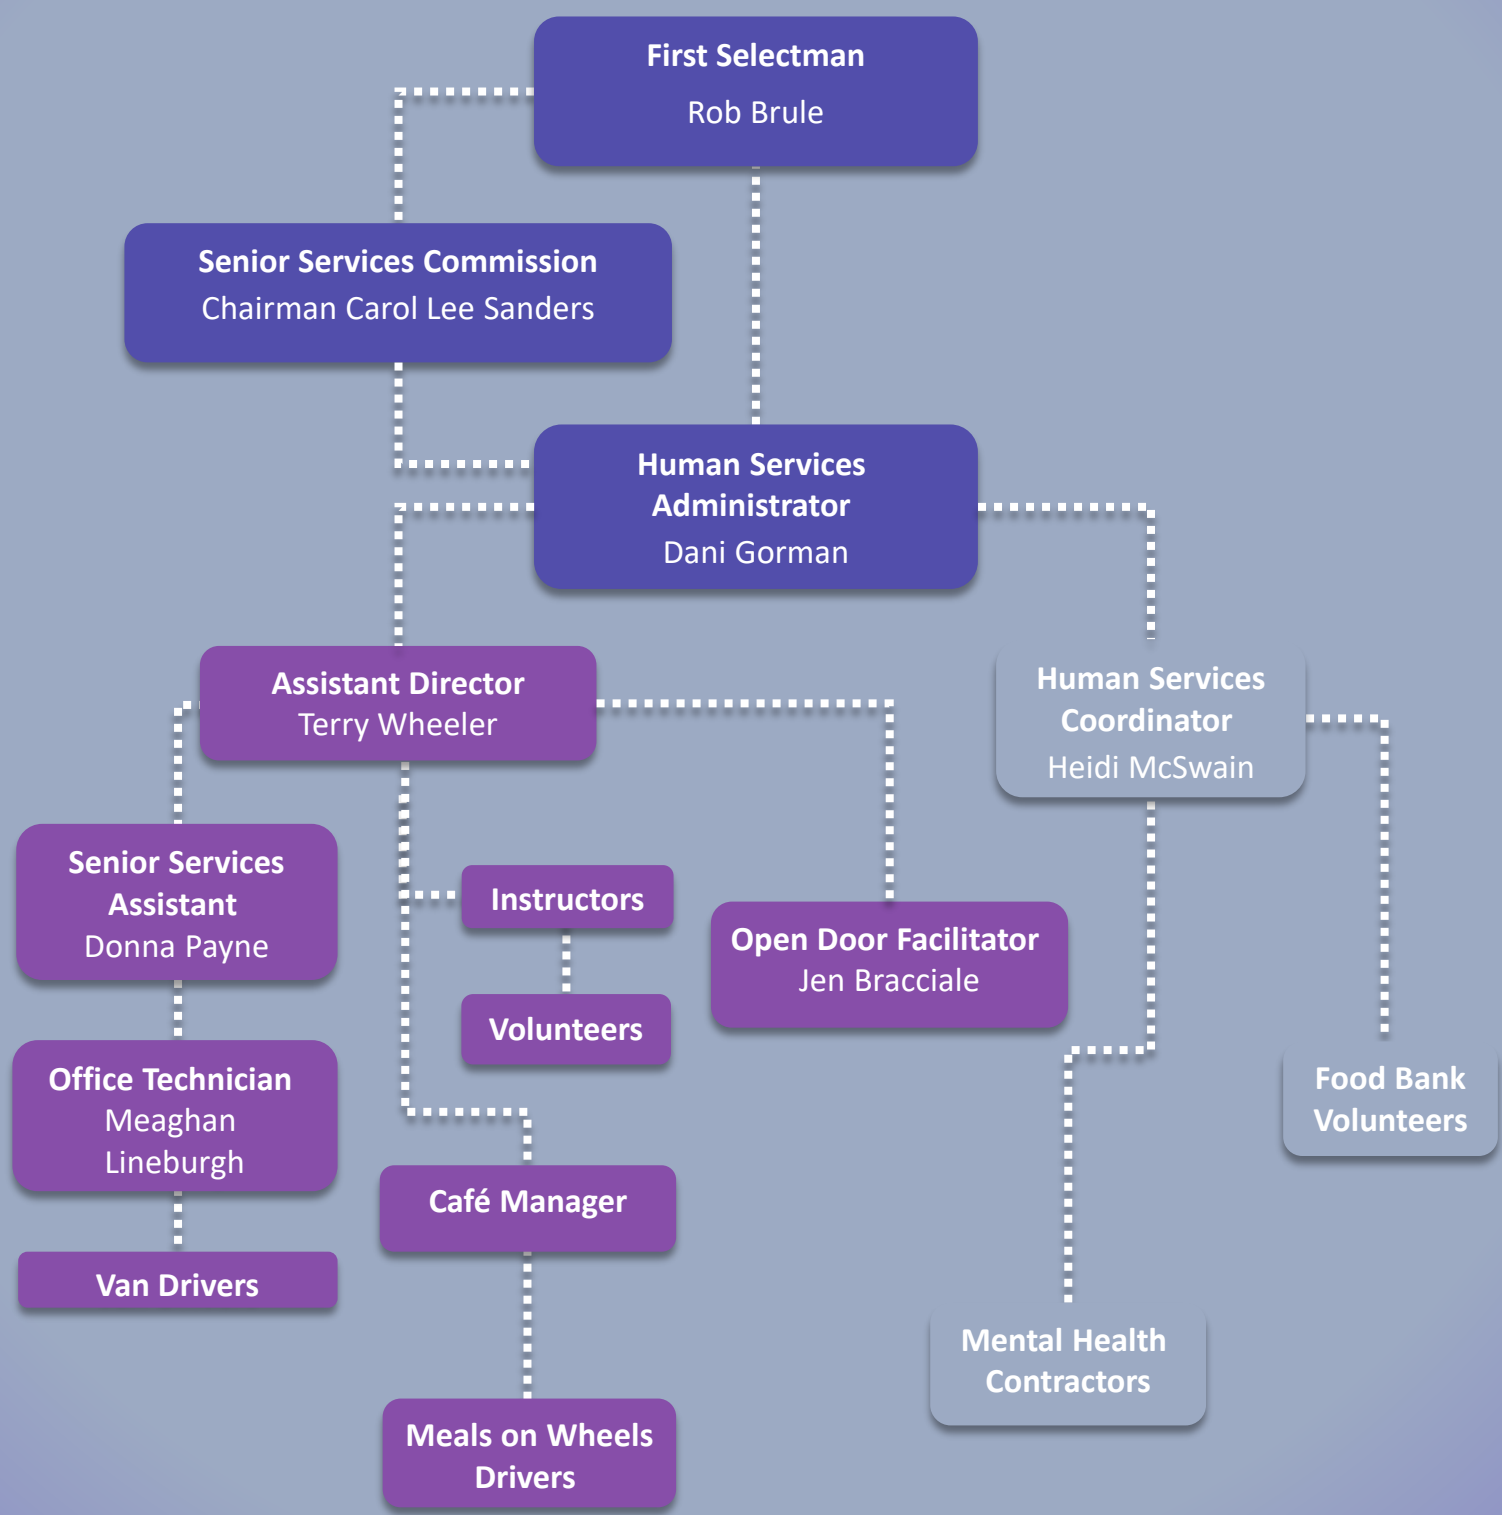 First Selectman
Rob Brule
Senior Services Commission
Chairman Carol Lee Sanders
Human Services
Administrator
Dani Gorman
Assistant Director
Terry Wheeler
Human Services
Coordinator
Heidi McSwain
Senior Services
Assistant
Donna Payne
Instructors
Volunteers
Open Door Facilitator
Jen Bracciale
Office Technician
Meaghan
Lineburgh
Food Bank
Volunteers
Café Manager
Van Drivers
Mental Health
Contractors
Meals on Wheels
Drivers